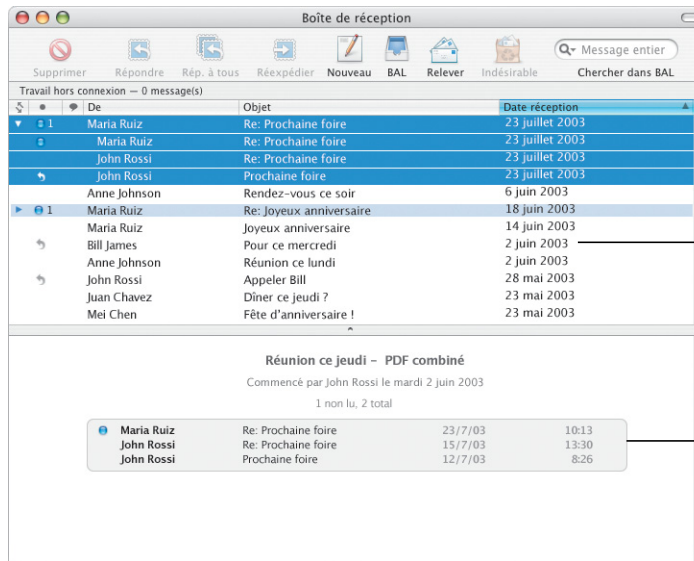 Boîte de réception
Supprimer Répondre Rép. à tous Réexpédier Nouveau BAL Relever Indésirable Message entier Chercher dans BAL
Travail hors connexion — 0 message(s)
De Objet Date réception
1 Maria Ruiz Re: Prochaine foire 23 juillet 2003
Maria Ruiz Re: Prochaine foire 23 juillet 2003
John Rossi Re: Prochaine foire 23 juillet 2003
John Rossi Prochaine foire 23 juillet 2003
Anne Johnson Rendez-vous ce soir 6 juin 2003
1 Maria Ruiz Re: Joyeux anniversaire 18 juin 2003
Maria Ruiz Joyeux anniversaire 14 juin 2003
Bill James Pour ce mercredi 2 juin 2003
Anne Johnson Réunion ce lundi 2 juin 2003
John Rossi Appeler Bill 28 mai 2003
Juan Chavez Dîner ce jeudi ? 23 mai 2003
Mei Chen Fête d'anniversaire ! 23 mai 2003
Réunion ce jeudi – PDF combiné
Commencé par John Rossi le mardi 2 juin 2003
1 non lu, 2 total
Maria Ruiz Re: Prochaine foire 23/7/03 10:13
John Rossi Re: Prochaine foire 15/7/03 13:30
John Rossi Prochaine foire 12/7/03 8:26